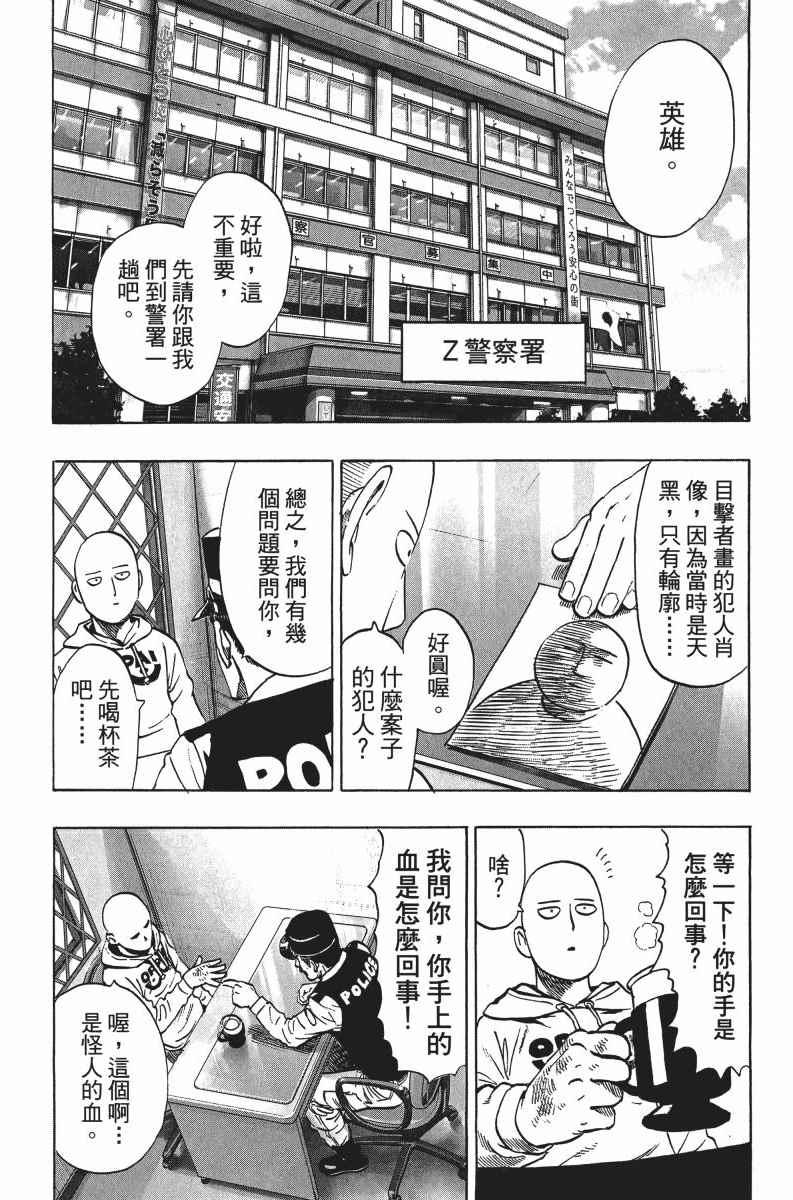 英雄。
好啦，這
不重要，
先請你跟我
們到警署一
趟吧。
みんなでつくろう安心の街
察官募集中
Z警察署
交通安
目擊者畫的犯人肖
像，因為當時是天
黑，只有輪廓……
好圓喔。
什麼案子
的犯人？
總之，我們有幾
個問題要問你，
先喝杯茶
吧……
PO
等一下！你的手是
怎麼回事？
啥？
我問你，你手上的
血是怎麼回事！
POLICE
喔，這個啊…
是怪人的血。